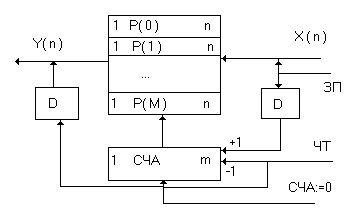 1 P(0) n
Y(n) 1 P(1) n X(n)
...
ЗП
D 1 P(M) n D
+1
ЧТ
1 СЧА m
-1
СЧА:=0